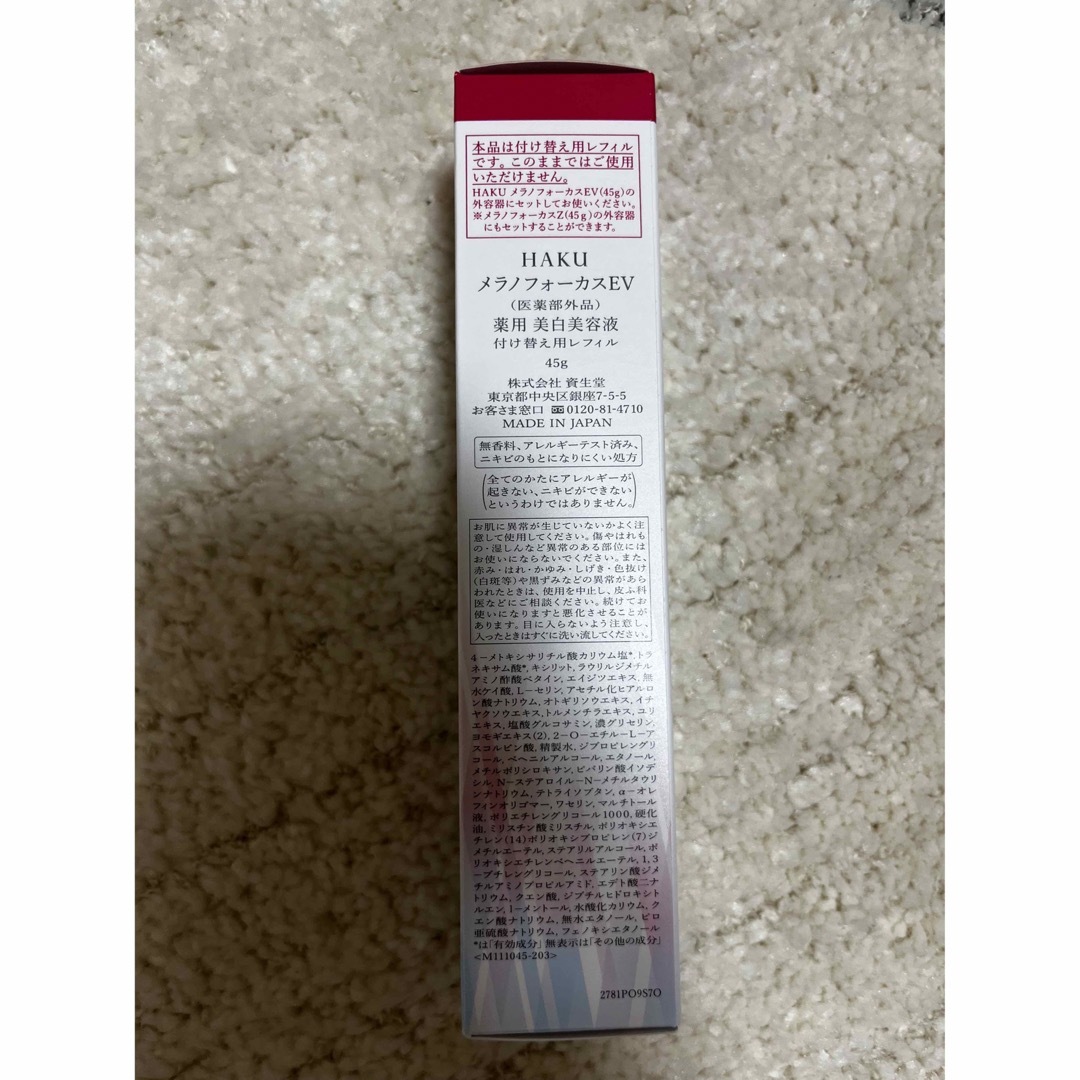 本品は付け替え用レフィル
です。このままではご使用
いただけません。
HAKU メラノフォーカスEV(45g)の
外容器にセットしてお使いください。
※メラノフォーカスZ(45g)の外容器
にもセットすることができます。
HAKU
メラノフォーカスEV
(医薬部外品)
薬用 美白美容液
付け替え用レフィル
45g
株式会社 資生堂
東京都中央区銀座7-5-5
お客さま窓口 0120-81-4710
MADE IN JAPAN
無香料、アレルギーテスト済み、
ニキビのもとになりにくい処方
(全てのかたにアレルギーが
起きない、ニキビができない
というわけではありません。)
お肌に異常が生じていないかよく注
意して使用してください。傷やはれも
の・湿しんなど異常のある部位には
お使いにならないでください。また、
赤み・はれ・かゆみ・しげき・色抜け
(白斑等)や黒ずみなどの異常があら
われたときは、使用を中止し、皮ふ科
医などにご相談ください。続けてお
使いになりますと悪化させることが
あります。目に入らないよう注意し、
入ったときはすぐに洗い流してください。
4-メトキシサリチル酸カリウム塩*,トラ
ネキサム酸*,キシリット,ラウリルジメチル
アミノ酢酸ベタイン,エイジツエキス,無
水ケイ酸,L-セリン,アセチル化ヒアルロ
ン酸ナトリウム,オトギリソウエキス,イチ
ヤクソウエキス,トルメンチラエキス,ユリ
エキス,塩酸グルコサミン,濃グリセリン,
ヨモギエキス(2),2-O-エチル-L-ア
スコルビン酸,精製水,ジプロピレングリ
コール,ベヘニルアルコール,エタノール,
メチルポリシロキサン,ピバリン酸イソデ
シル,N-ステアロイル-N-メチルタウリ
ンナトリウム,テトライソブタン,α-オレ
フィンオリゴマー,ワセリン,マルチトール
液,ポリエチレングリコール1000,硬化
油,ミリスチン酸ミリスチル,ポリオキシエ
チレン(14)ポリオキシプロピレン(7)ジ
メチルエーテル,ステアリルアルコール,ポ
リオキシエチレンベヘニルエーテル,1,3
-ブチレングリコール,ステアリン酸ジメ
チルアミノプロピルアミド,エデト酸二ナ
トリウム,クエン酸,ジブチルヒドロキシト
ルエン,l-メントール,水酸化カリウム,ク
エン酸ナトリウム,無水エタノール,ピロ
亜硫酸ナトリウム,フェノキシエタノール
*は「有効成分」無表示は「その他の成分」
<M111045-203>
2781PO9S7O